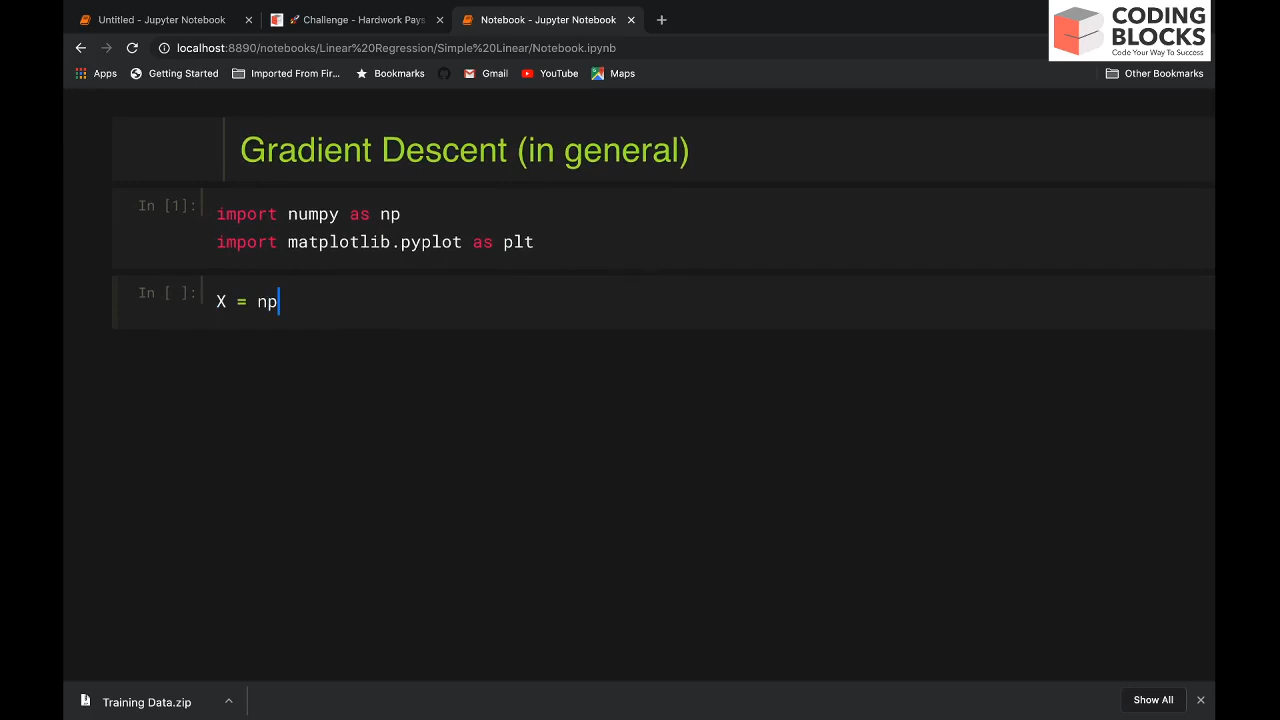 Untitled - Jupyter Notebook
Challenge - Hardwork Pays
Notebook - Jupyter Notebook
localhost:8890/notebooks/Linear%20Regression/Simple%20Linear/Notebook.ipynb
CODING
BLOCKS
Code Your Way To Success
Apps
Getting Started
Imported From Fir...
Bookmarks
Gmail
YouTube
Maps
Other Bookmarks
Gradient Descent (in general)
In [1]:
import numpy as np
import matplotlib.pyplot as plt
In [ ]:
X = np
Training Data.zip
Show All